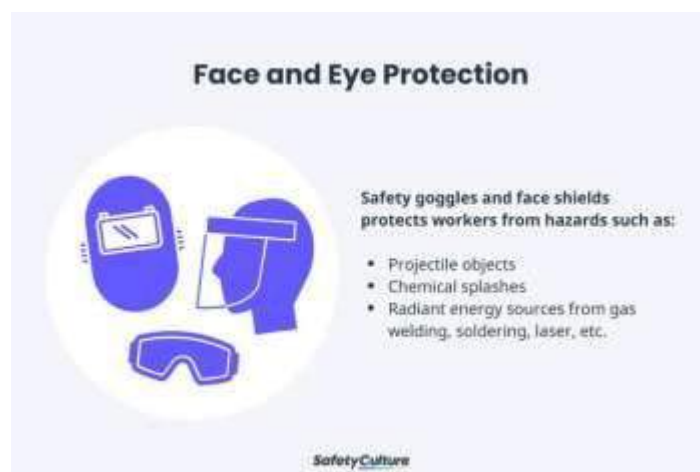 Face and Eye Protection
Safety goggles and face shields
protects workers from hazards such as:
• Projectile objects
• Chemical splashes
• Radiant energy sources from gas
welding, soldering, laser, etc.
SafetyCulture